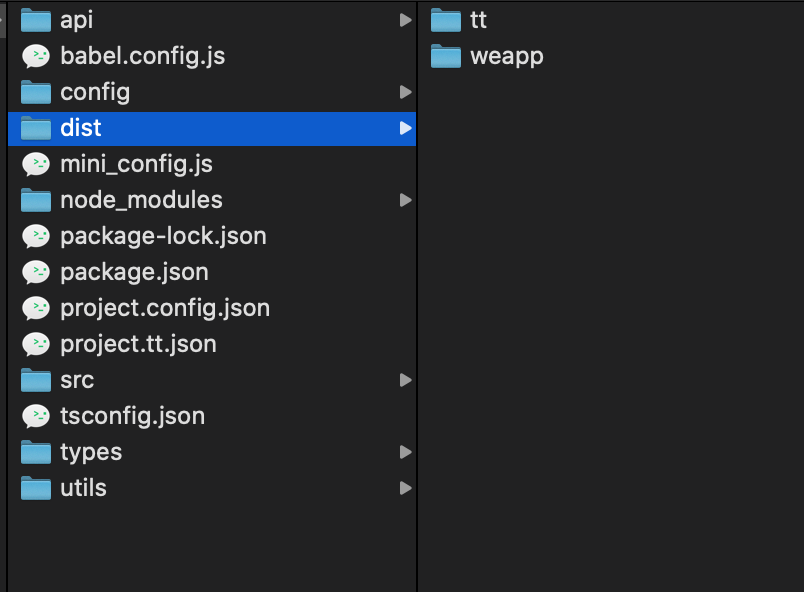 api
babel.config.js
config
dist
mini_config.js
node_modules
package-lock.json
package.json
project.config.json
project.tt.json
src
tsconfig.json
types
utils
tt
weapp